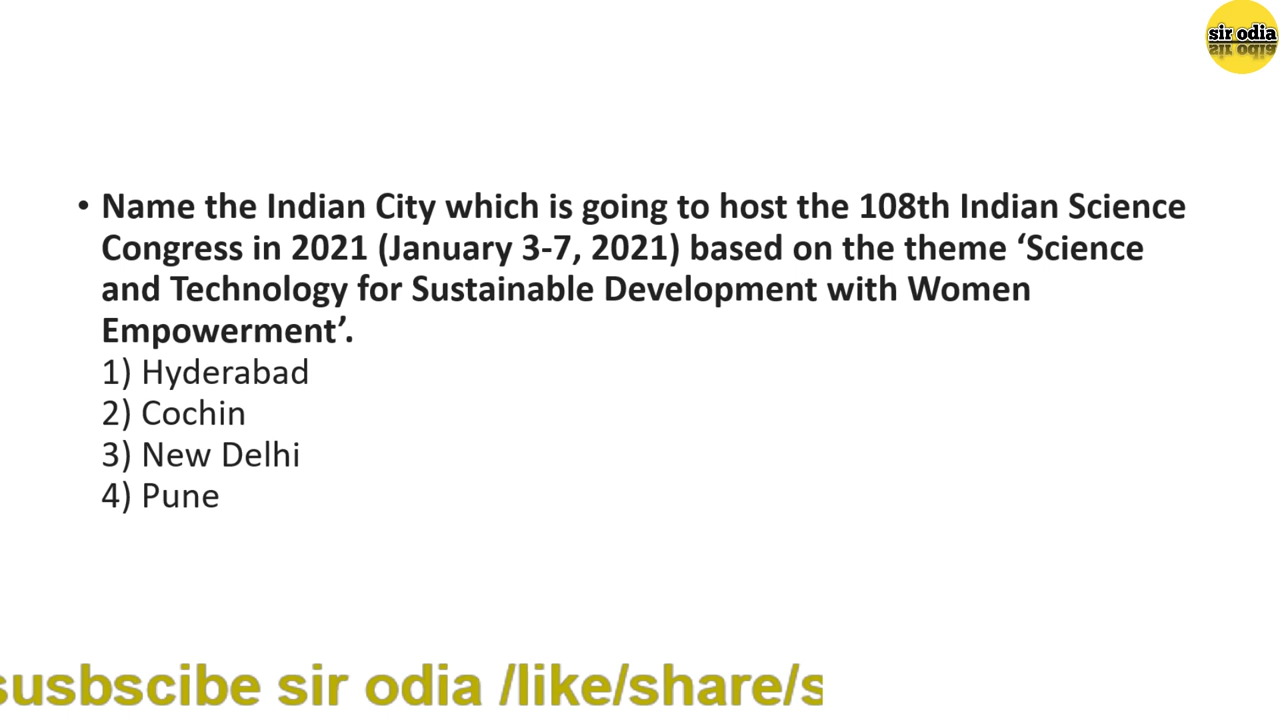 sir odia
• Name the Indian City which is going to host the 108th Indian Science
Congress in 2021 (January 3-7, 2021) based on the theme ‘Science
and Technology for Sustainable Development with Women
Empowerment’.
1) Hyderabad
2) Cochin
3) New Delhi
4) Pune
susbscibe sir odia /like/share/s